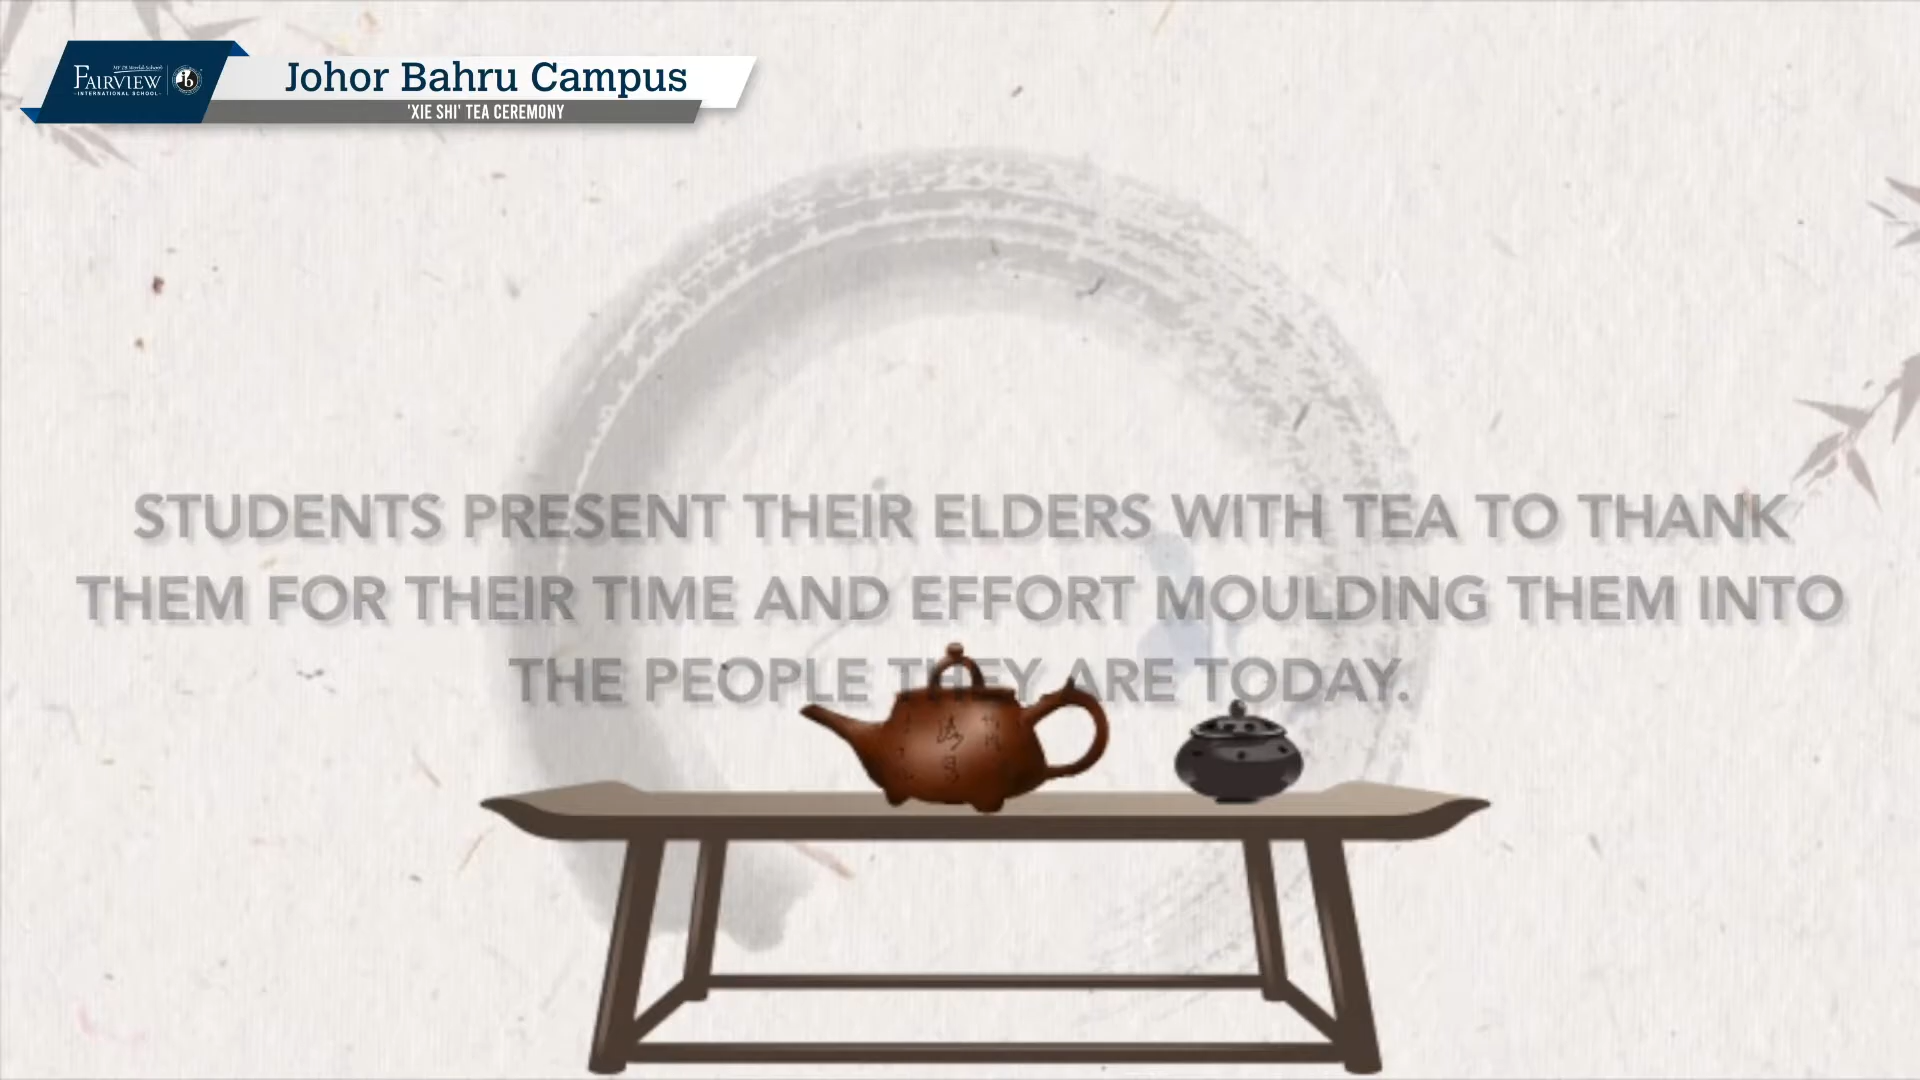 FAIRVIEW
INTERNATIONAL SCHOOL
Johor Bahru Campus
'XIE SHI' TEA CEREMONY
STUDENTS PRESENT THEIR ELDERS WITH TEA TO THANK
THEM FOR THEIR TIME AND EFFORT MOULDING THEM INTO
THE PEOPLE THEY ARE TODAY.